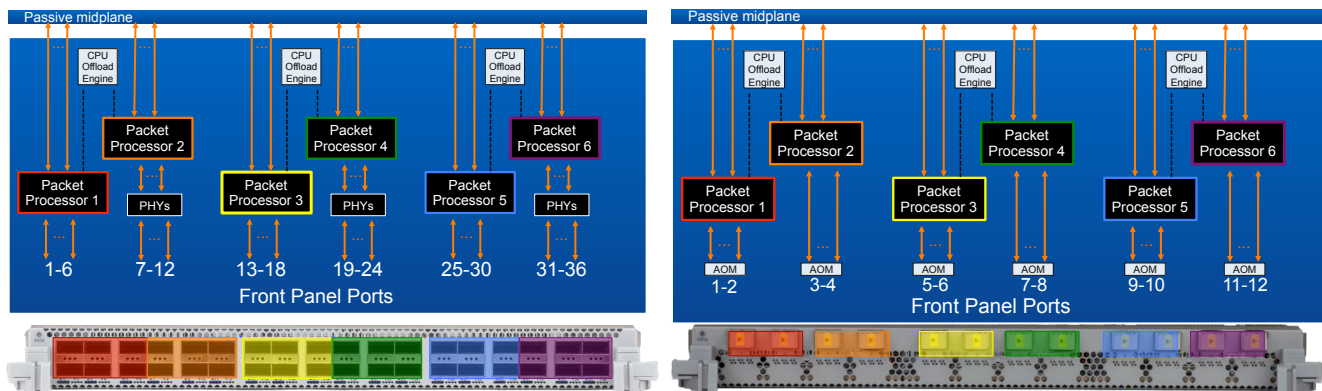 Passive midplane
CPU
Offload
Engine
CPU
Offload
Engine
CPU
Offload
Engine
Packet
Processor 2
Packet
Processor 4
Packet
Processor 6
Packet
Processor 1
Packet
Processor 3
Packet
Processor 5
PHYs
PHYs
PHYs
1-6
7-12
13-18
19-24
25-30
31-36
Front Panel Ports
Passive midplane
CPU
Offload
Engine
CPU
Offload
Engine
CPU
Offload
Engine
Packet
Processor 2
Packet
Processor 4
Packet
Processor 6
Packet
Processor 1
Packet
Processor 3
Packet
Processor 5
AOM
AOM
AOM
AOM
AOM
AOM
1-2
3-4
5-6
7-8
9-10
11-12
Front Panel Ports